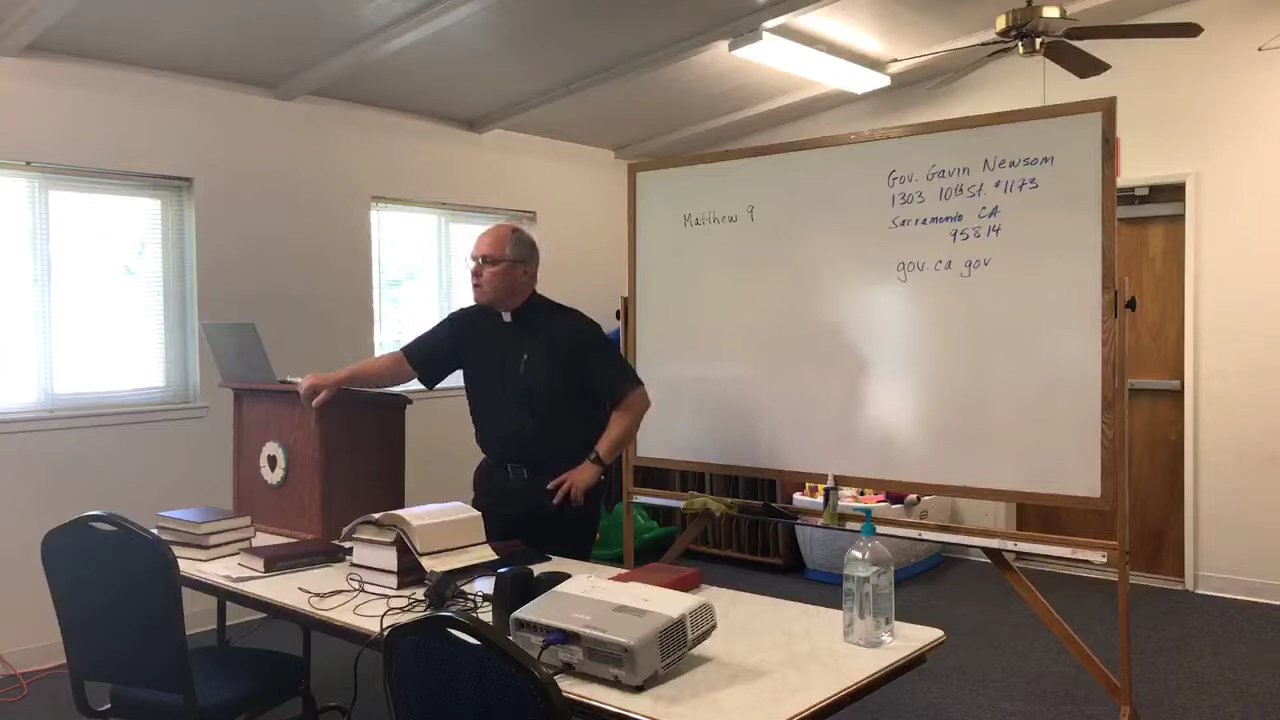 Matthew 9
Gov. Gavin Newsom
1303 10th St. #1173
Sacramento CA
95814
gov.ca gov